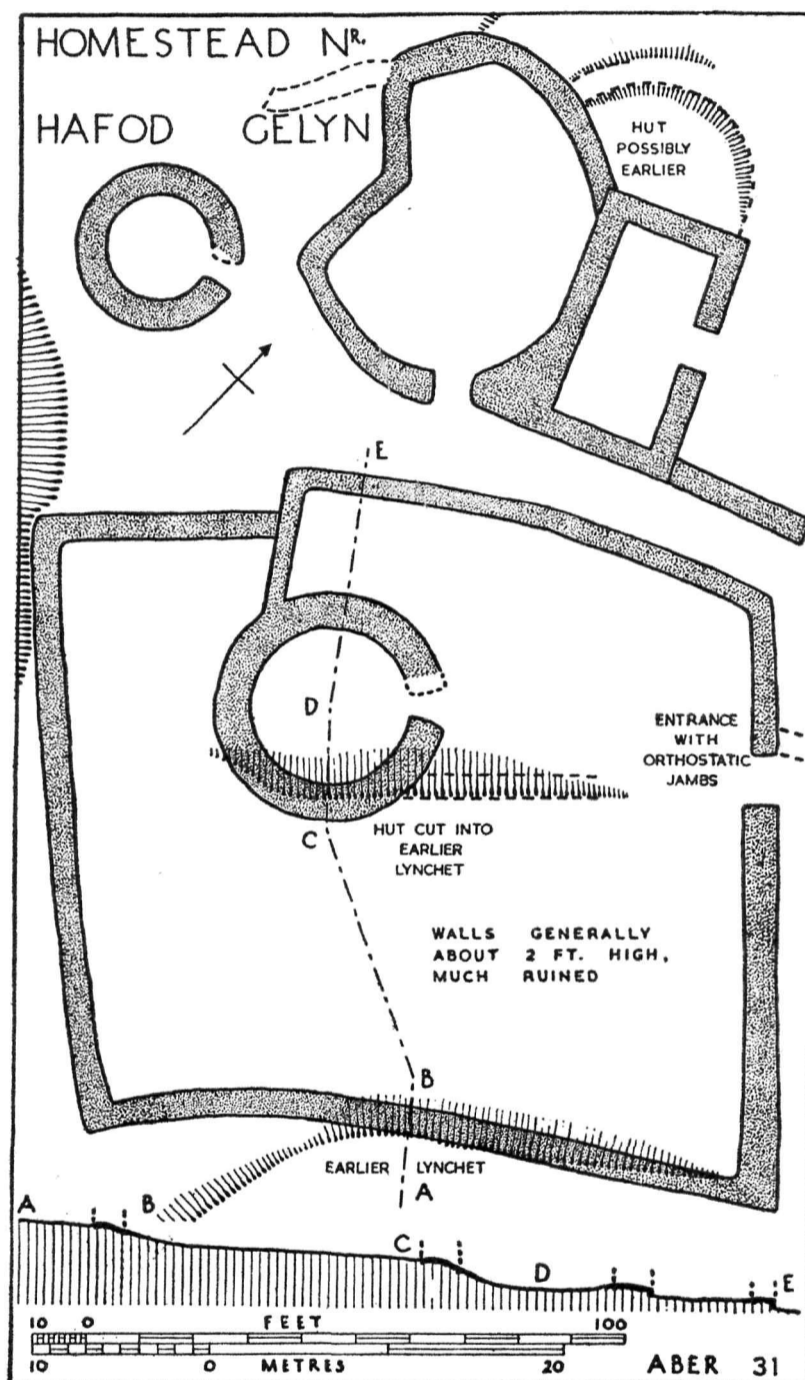 HOMESTEAD Nʀ.
HAFOD GELYN
HUT
POSSIBLY
EARLIER
E
D
ENTRANCE
WITH
ORTHOSTATIC
JAMBS
C
HUT CUT INTO
EARLIER
LYNCHET
WALLS GENERALLY
ABOUT 2 FT. HIGH,
MUCH RUINED
B
EARLIER LYNCHET
A
A B C D E
10 0 FEET 100
10 0 METRES 20
ABER 31